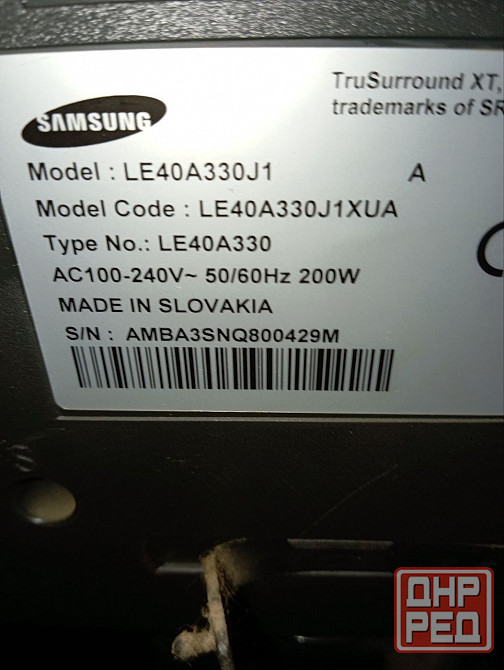 TruSurround XT,
trademarks of SR
SAMSUNG
Model : LE40A330J1 A
Model Code : LE40A330J1XUA
Type No.: LE40A330
AC100-240V~ 50/60Hz 200W
MADE IN SLOVAKIA
S/N : AMBA3SNQ800429M
S
ДНР
РЕД